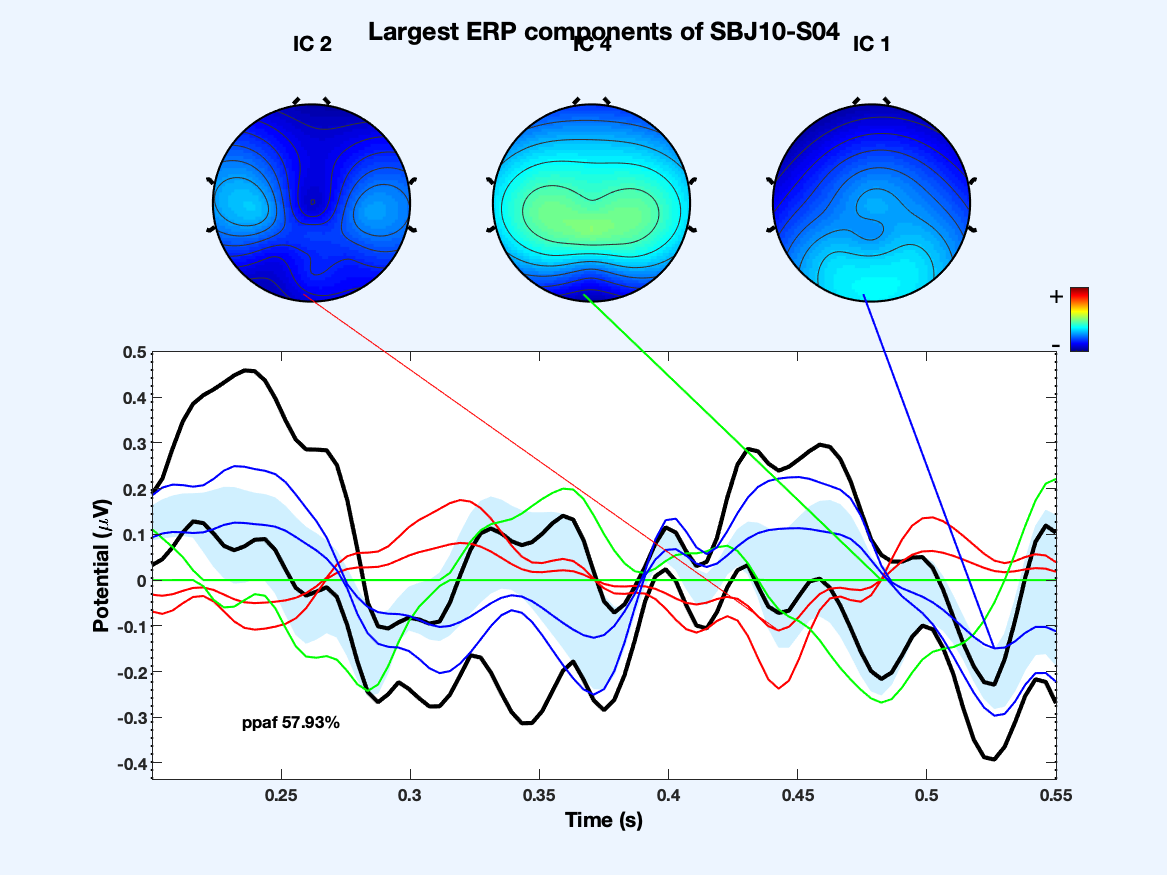 Largest ERP components of SBJ10-S04
IC 2
IC 4
IC 1
+
-
0.5
0.4
0.3
0.2
0.1
0
-0.1
-0.2
-0.3
-0.4
Potential (μV)
ppaf 57.93%
0.25
0.3
0.35
0.4
0.45
0.5
0.55
Time (s)